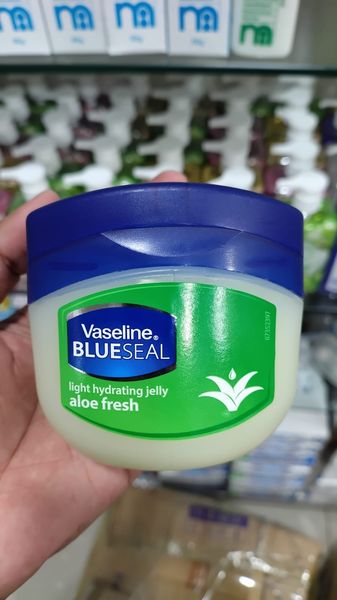 Vaseline®
BLUESEAL
light hydrating jelly
aloe fresh